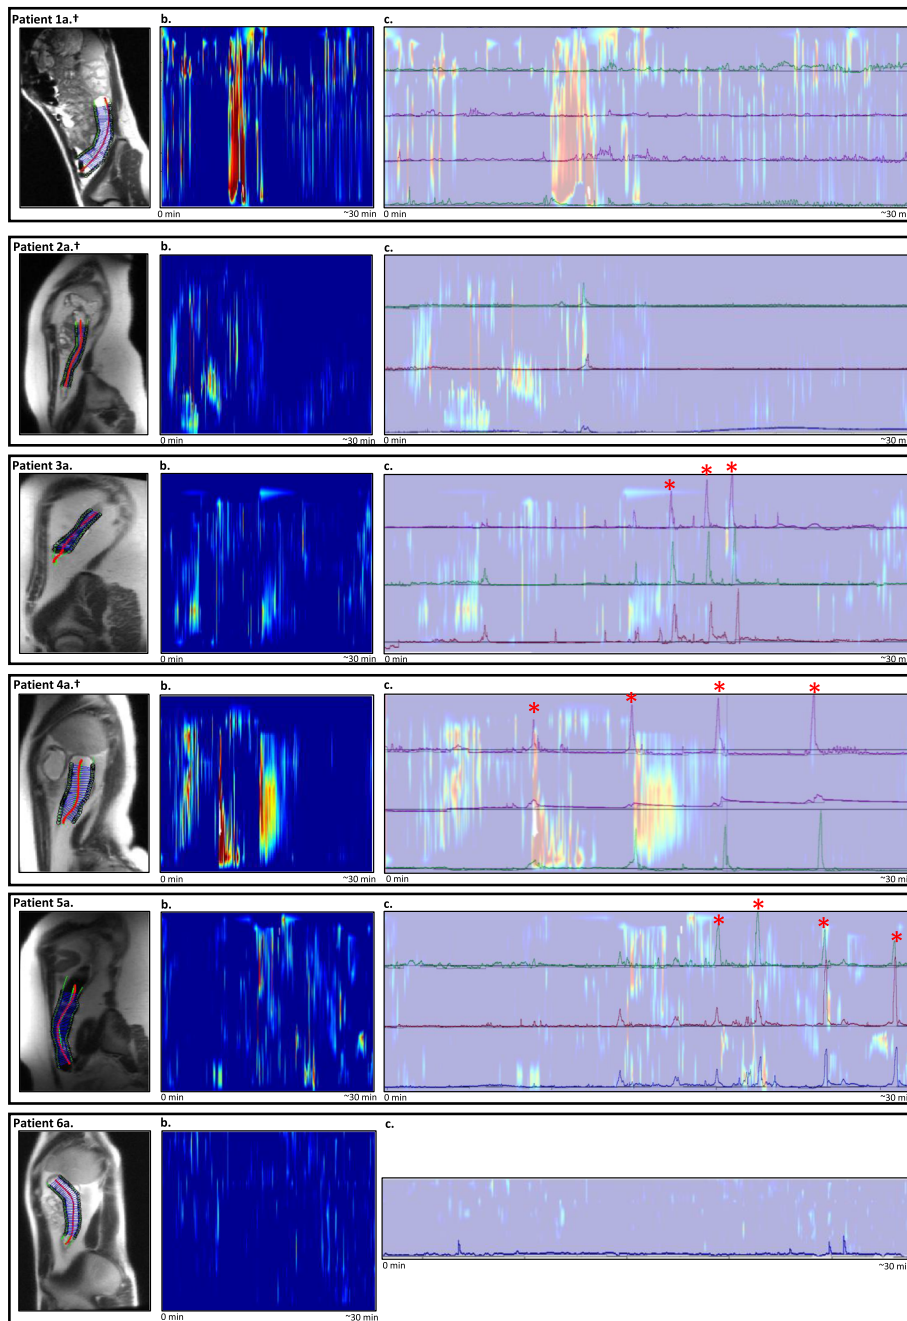 Patient 1a.† b. c.
0 min ~30 min 0 min ~30 mi
Patient 2a.† b. c.
0 min ~30 min 0 min ~30 m
Patient 3a. b. c.
* * *
0 min ~30 min 0 min ~30 min
Patient 4a.† b. c.
* * * *
0 min ~30 min 0 min ~30 mi
Patient 5a. b. c.
* * * *
0 min ~30 min 0 min ~30 min
Patient 6a. b. c.
0 min ~30 min
0 min ~30 min